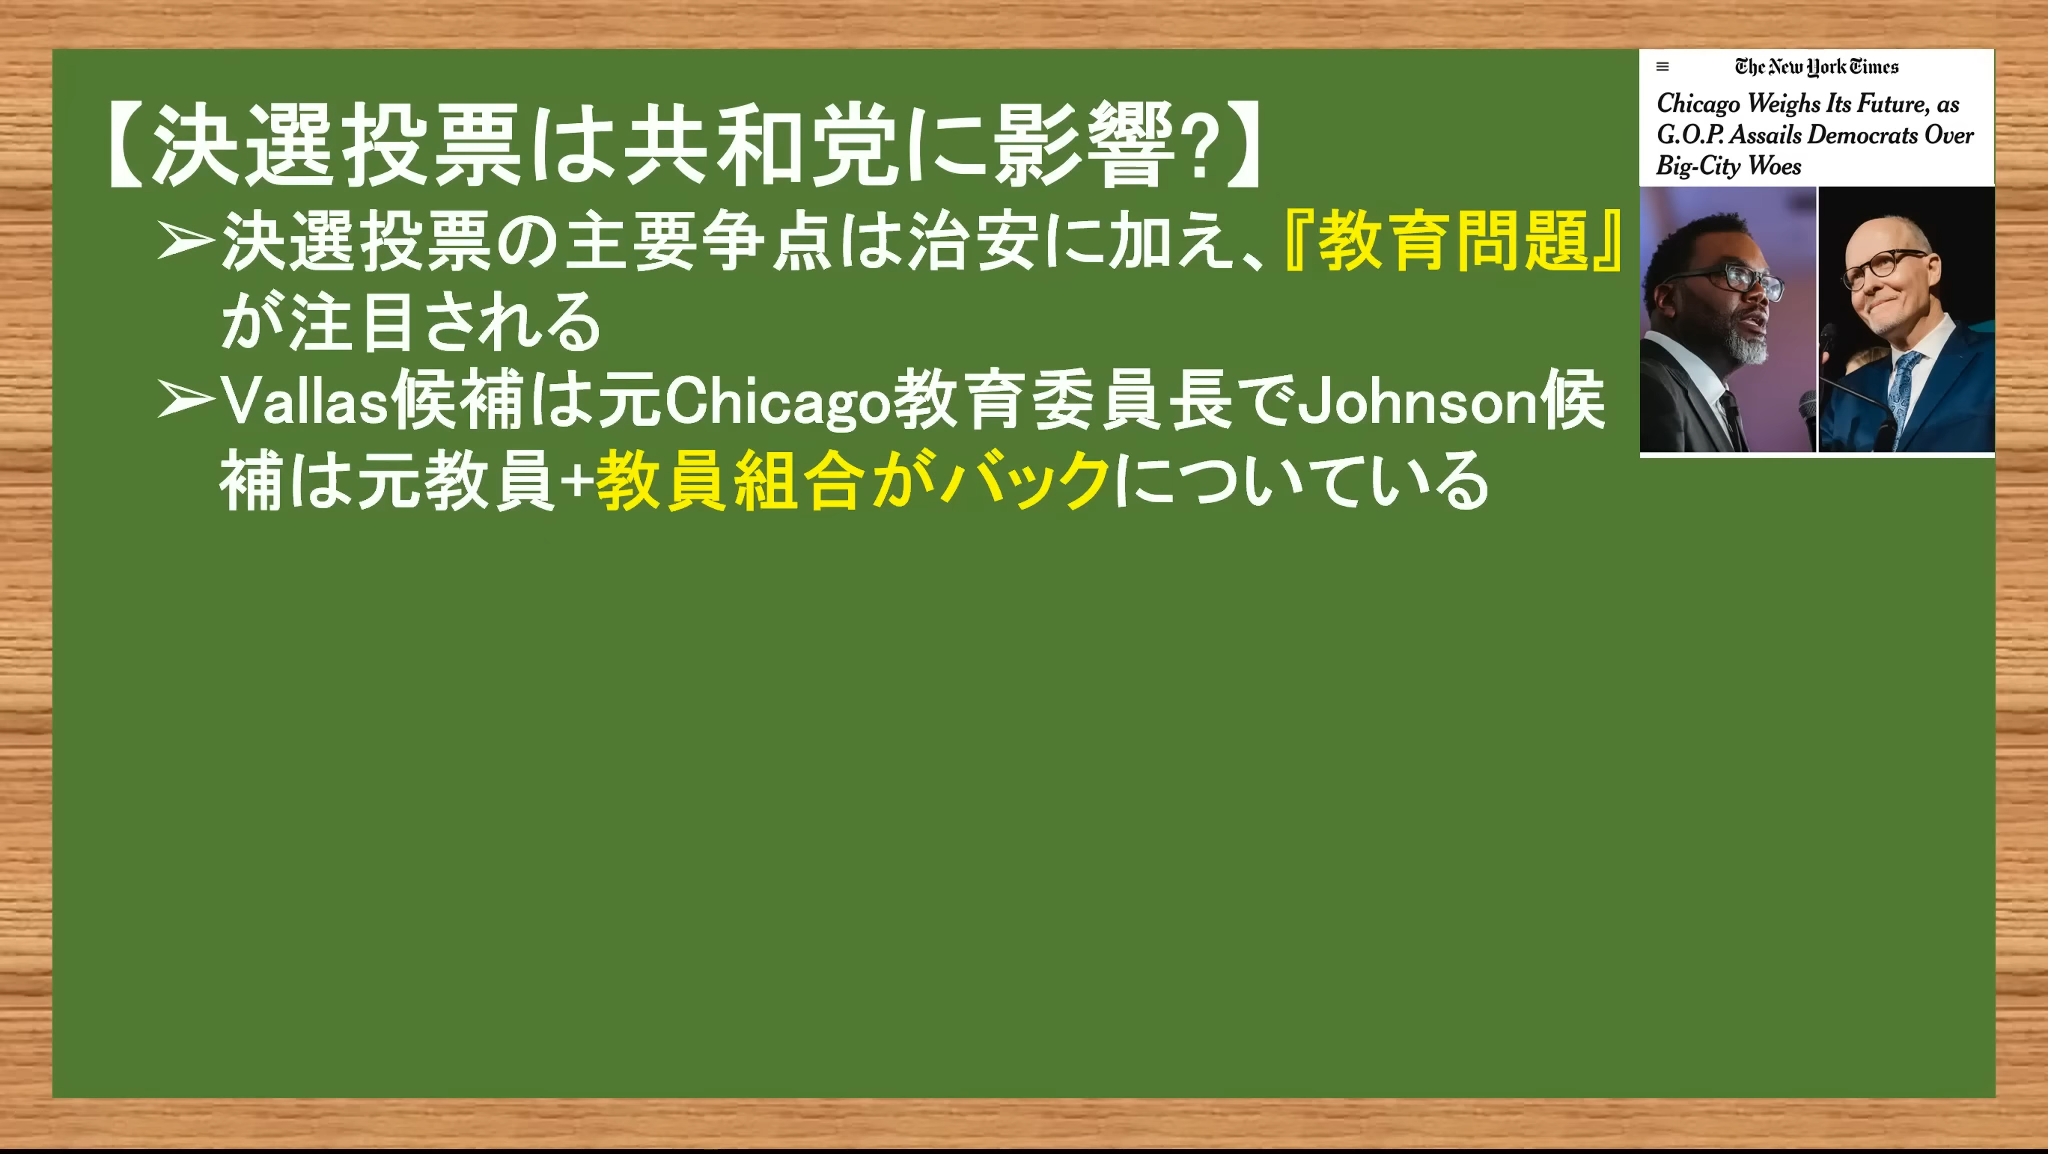 【決選投票は共和党に影響?】
➢決選投票の主要争点は治安に加え、『教育問題』
が注目される
➢Vallas候補は元Chicago教育委員長でJohnson候
補は元教員+教員組合がバックについている
The New York Times
Chicago Weighs Its Future, as
G.O.P. Assails Democrats Over
Big-City Woes